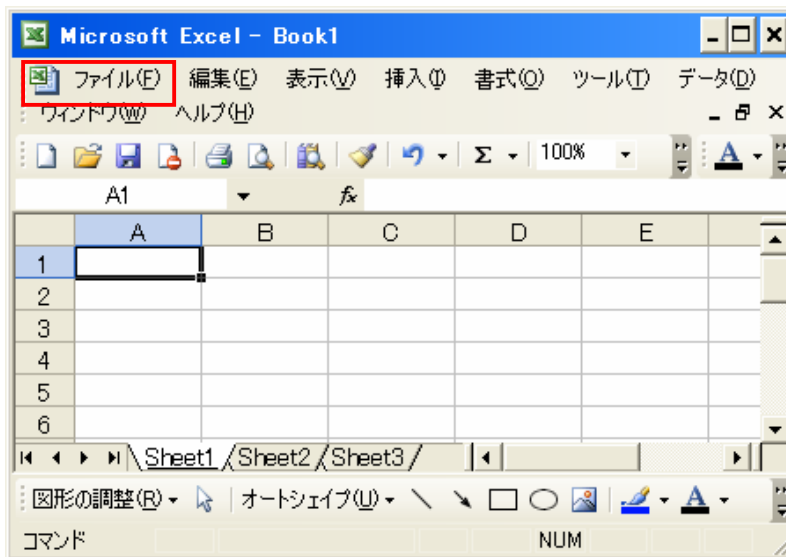 Microsoft Excel - Book1
ファイル(F) 編集(E) 表示(V) 挿入(I) 書式(O) ツール(T) データ(D)
ウィンドウ(W) ヘルプ(H)
Σ 100% A
A1 fx
A B C D E
1
2
3
4
5
6
Sheet1 Sheet2 Sheet3
図形の調整(R) オートシェイプ(U) A
コマンド NUM